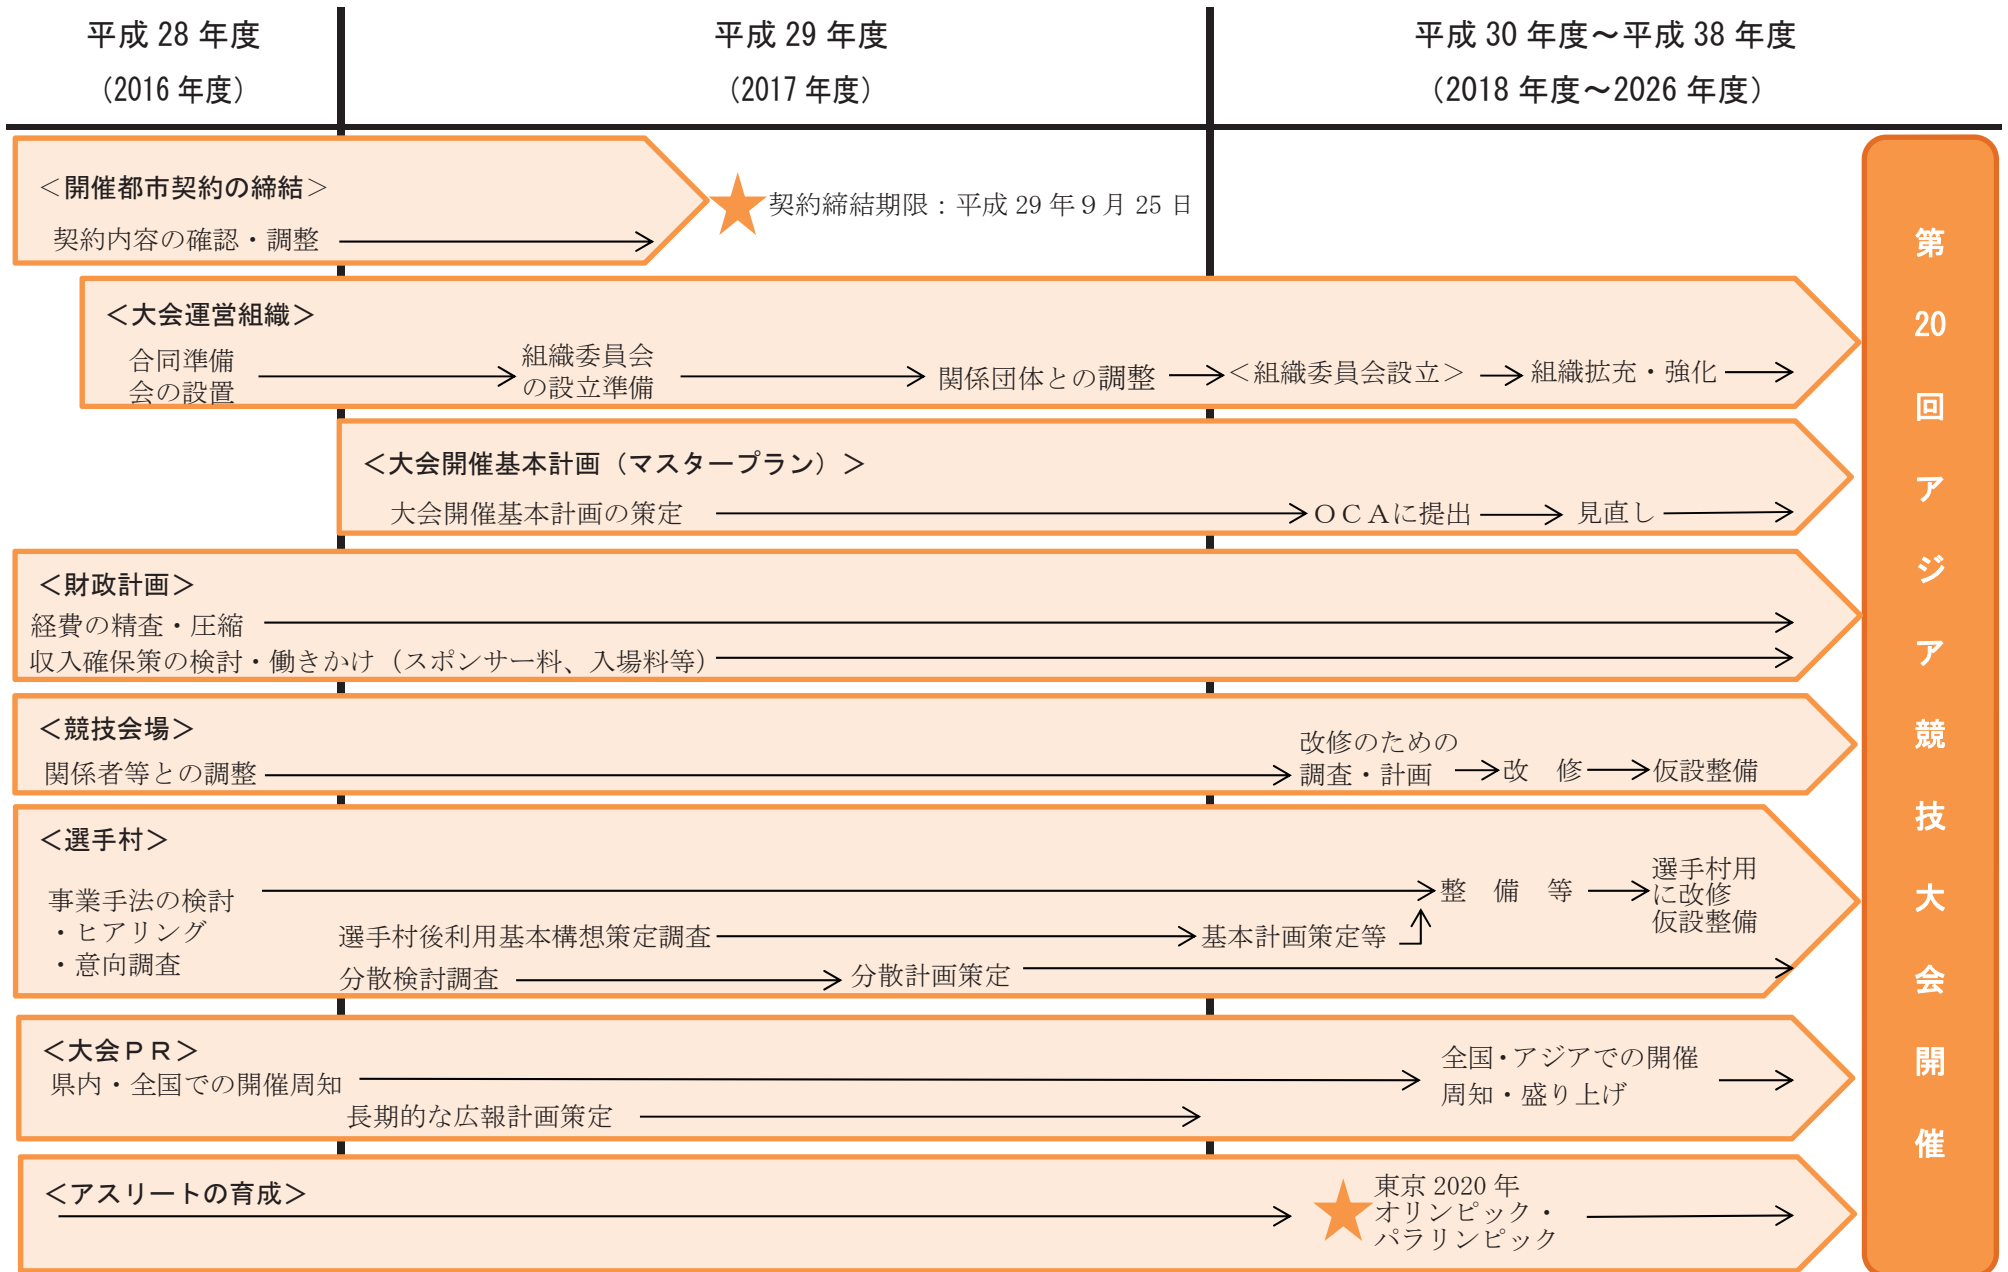 平成 28 年度
（2016 年度）
平成 29 年度
（2017 年度）
平成 30 年度～平成 38 年度
（2018 年度～2026 年度）
＜開催都市契約の締結＞
契約内容の確認・調整
契約締結期限：平成 29 年９月 25 日
＜大会運営組織＞
合同準備
会の設置
組織委員会
の設立準備
関係団体との調整
＜組織委員会設立＞
組織拡充・強化
＜大会開催基本計画（マスタープラン）＞
大会開催基本計画の策定
ＯＣＡに提出
見直し
＜財政計画＞
経費の精査・圧縮
収入確保策の検討・働きかけ（スポンサー料、入場料等）
＜競技会場＞
関係者等との調整
改修のための
調査・計画
改　修
仮設整備
＜選手村＞
事業手法の検討
・ヒアリング
・意向調査
整　備　等
選手村用
に改修
仮設整備
選手村後利用基本構想策定調査
基本計画策定等
分散検討調査
分散計画策定
＜大会ＰＲ＞
県内・全国での開催周知
全国・アジアでの開催
周知・盛り上げ
長期的な広報計画策定
＜アスリートの育成＞
東京 2020 年
オリンピック・
パラリンピック
第20回アジア競技大会開催